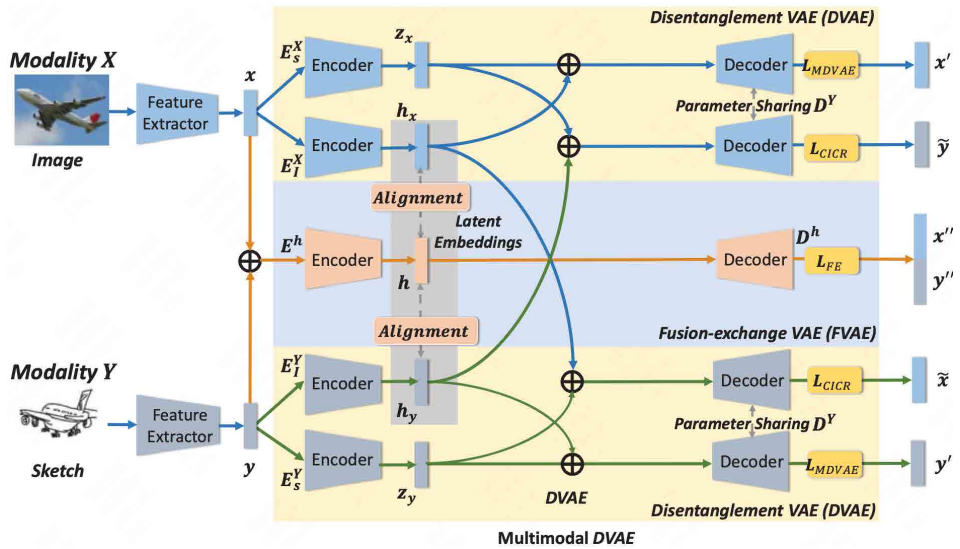 Disentanglement VAE (DVAE)
Modality X
Image
Feature
Extractor
x
E_s^X
Encoder
z_x
E_I^X
Encoder
h_x
Decoder
L_MDVAE
x'
Parameter Sharing D^Y
Decoder
L_CICR
ỹ
Alignment
Latent
Embeddings
E^h
Encoder
h
Decoder
D^h
L_FE
x''
y''
Alignment
Fusion-exchange VAE (FVAE)
Modality Y
Sketch
Feature
Extractor
y
E_I^Y
Encoder
h_y
E_s^Y
Encoder
z_y
DVAE
Decoder
L_CICR
x̃
Parameter Sharing D^Y
Decoder
L_MDVAE
y'
Disentanglement VAE (DVAE)
Multimodal DVAE